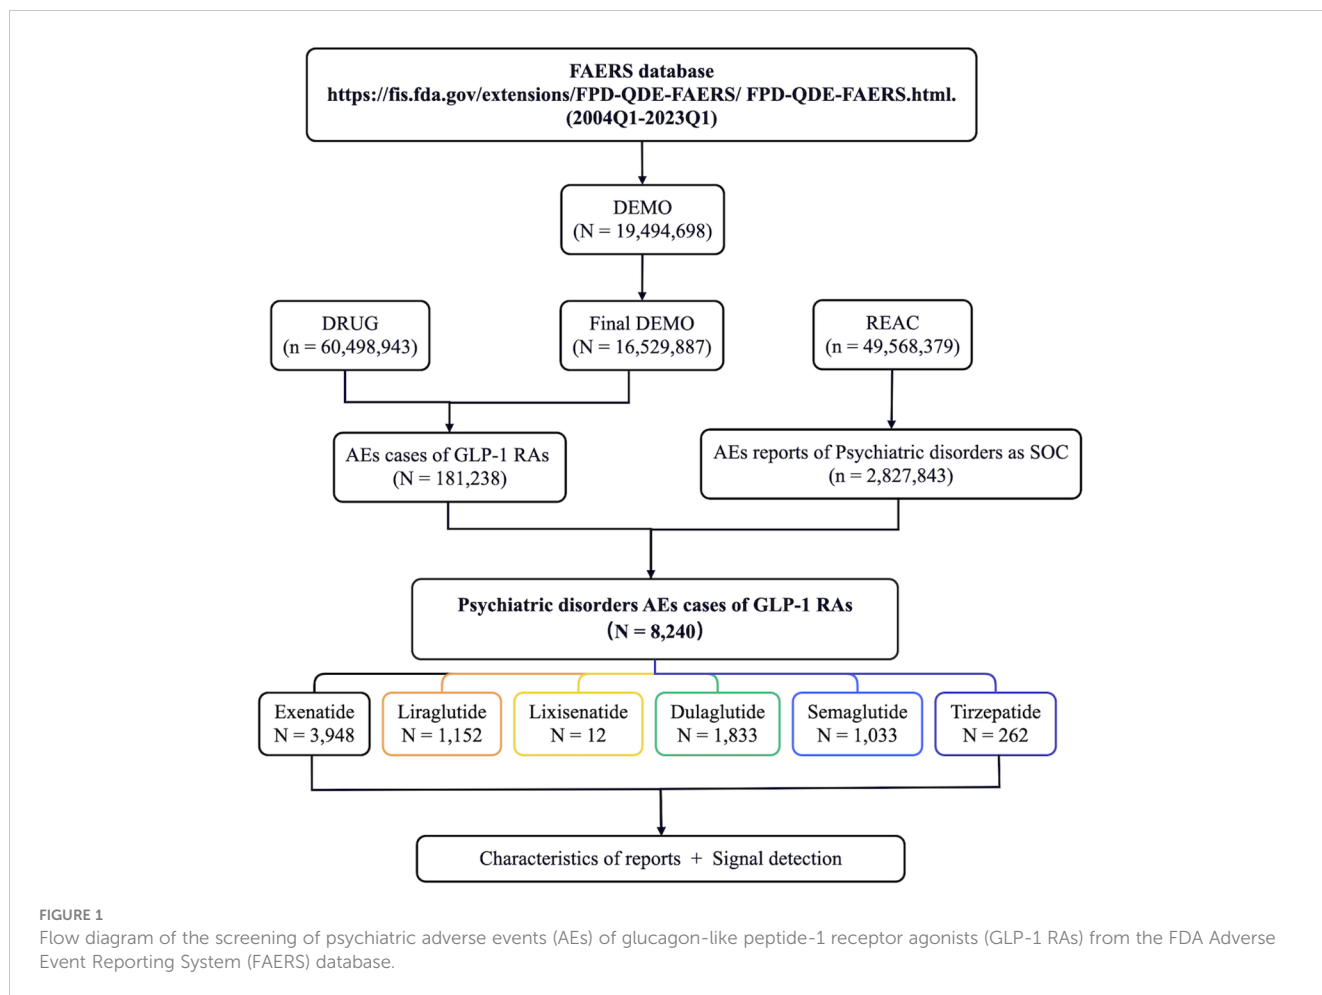 FAERS database
https://fis.fda.gov/extensions/FPD-QDE-FAERS/ FPD-QDE-FAERS.html.
(2004Q1-2023Q1)
DEMO
(N = 19,494,698)
DRUG
(n = 60,498,943)
Final DEMO
(N = 16,529,887)
REAC
(n = 49,568,379)
AEs cases of GLP-1 RAs
(N = 181,238)
AEs reports of Psychiatric disorders as SOC
(n = 2,827,843)
Psychiatric disorders AEs cases of GLP-1 RAs
(N = 8,240)
Exenatide
N = 3,948
Liraglutide
N = 1,152
Lixisenatide
N = 12
Dulaglutide
N = 1,833
Semaglutide
N = 1,033
Tirzepatide
N = 262
Characteristics of reports + Signal detection
FIGURE 1
Flow diagram of the screening of psychiatric adverse events (AEs) of glucagon-like peptide-1 receptor agonists (GLP-1 RAs) from the FDA Adverse
Event Reporting System (FAERS) database.